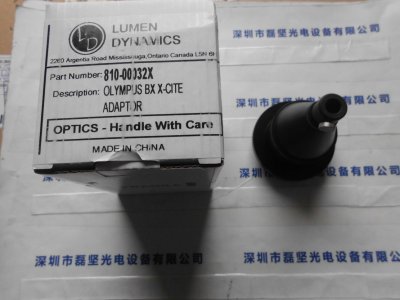 LD
LUMEN
DYNAMICS
2260 Argentia Road Mississauga,Ontario Canada L5N 6H
Part Number: 810-00032X
Description: OLYMPUS BX X-CITE
ADAPTOR
OPTICS - Handle With Care
MADE IN CHINA
深圳市磊坚光电设备有限公司
深圳市磊坚光电设备有限公司
深圳市磊坚光电设备有限公司
深圳市磊坚光电设备有限公司
深圳市磊坚光电设备有限公司